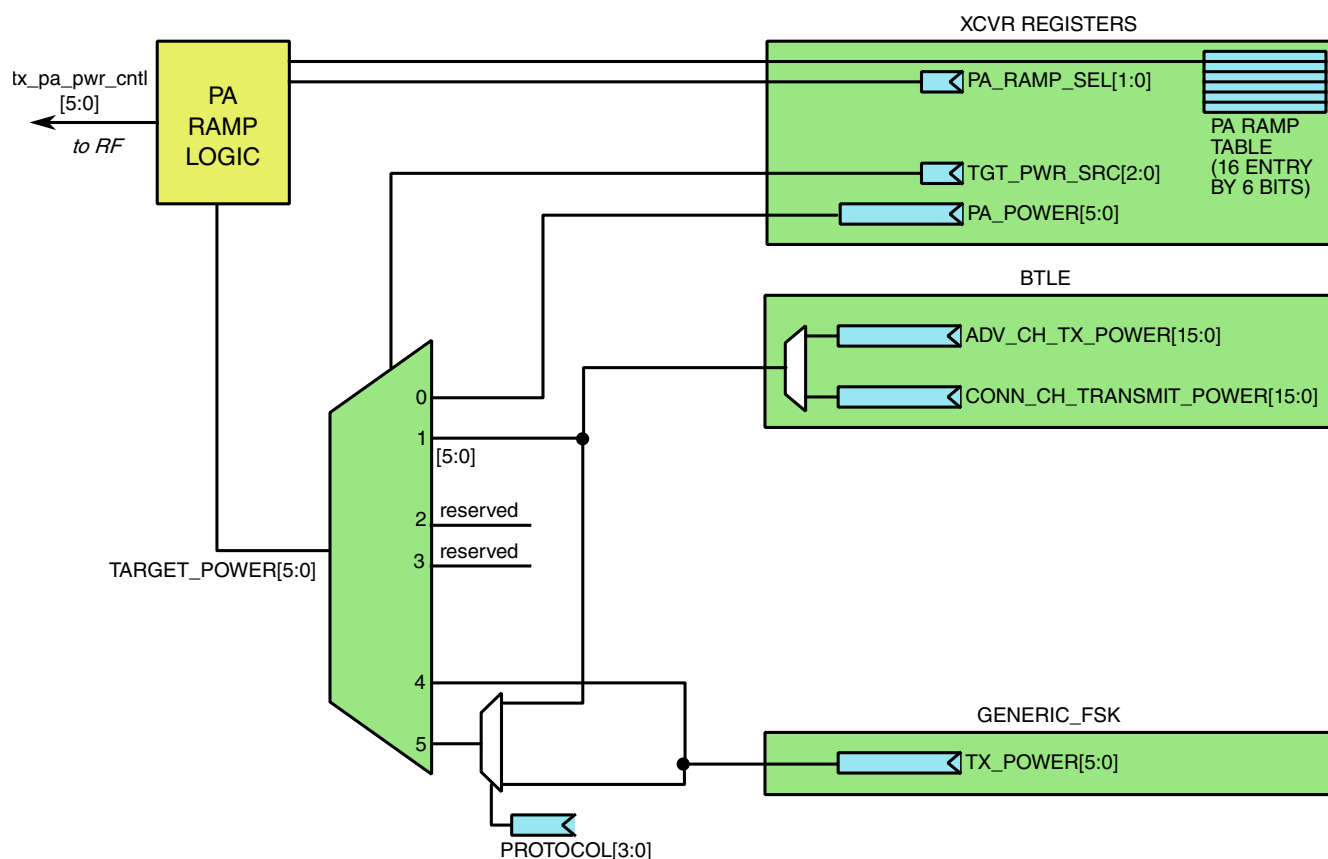 XCVR REGISTERS
tx_pa_pwr_cntl
[5:0]
to RF
PA
RAMP
LOGIC
PA_RAMP_SEL[1:0]
PA RAMP
TABLE
(16 ENTRY
BY 6 BITS)
TGT_PWR_SRC[2:0]
PA_POWER[5:0]
BTLE
ADV_CH_TX_POWER[15:0]
CONN_CH_TRANSMIT_POWER[15:0]
0
1
[5:0]
2
reserved
3
reserved
TARGET_POWER[5:0]
4
5
GENERIC_FSK
TX_POWER[5:0]
PROTOCOL[3:0]